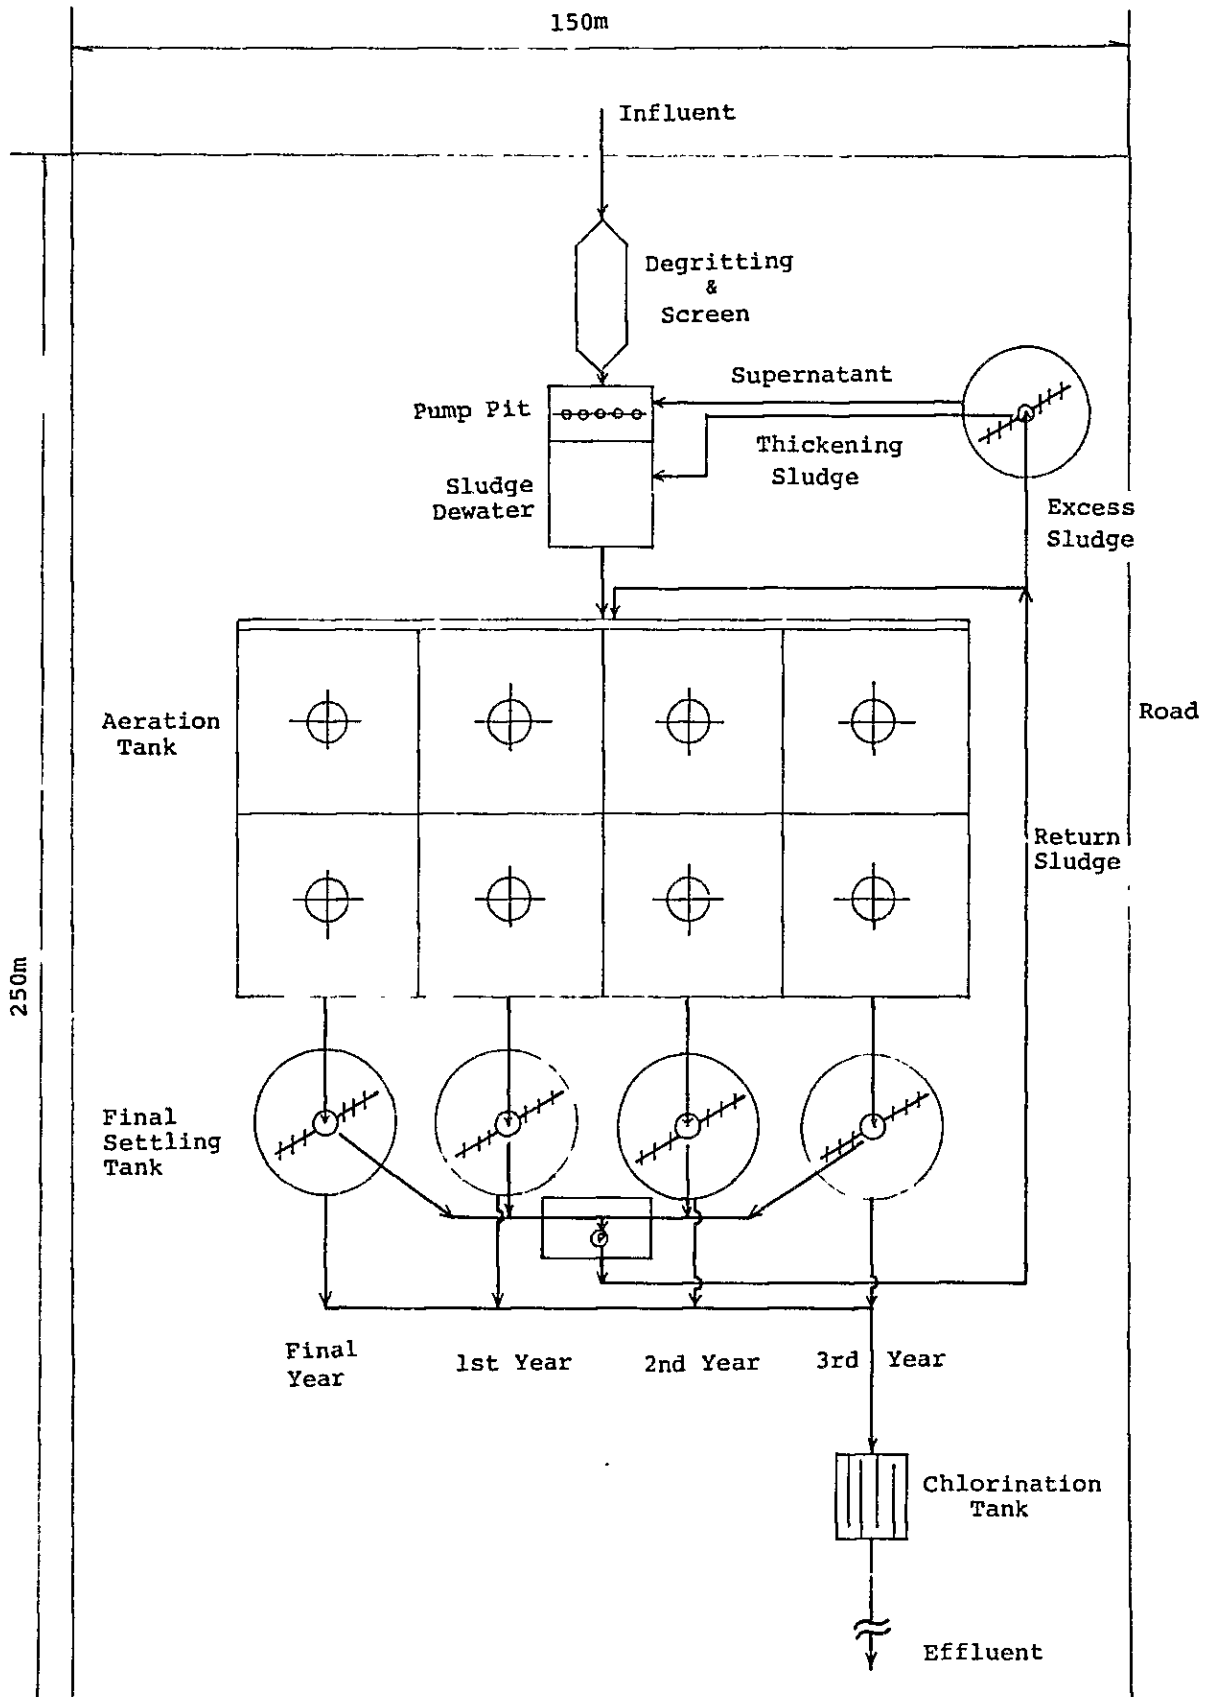 150m
Influent
Degritting
&
Screen
Supernatant
Pump Pit
Thickening
Sludge
Sludge
Dewater
Excess
Sludge
Aeration
Tank
Road
Return
Sludge
250m
Final
Settling
Tank
P
Final
Year
1st Year
2nd Year
3rd Year
Chlorination
Tank
Effluent